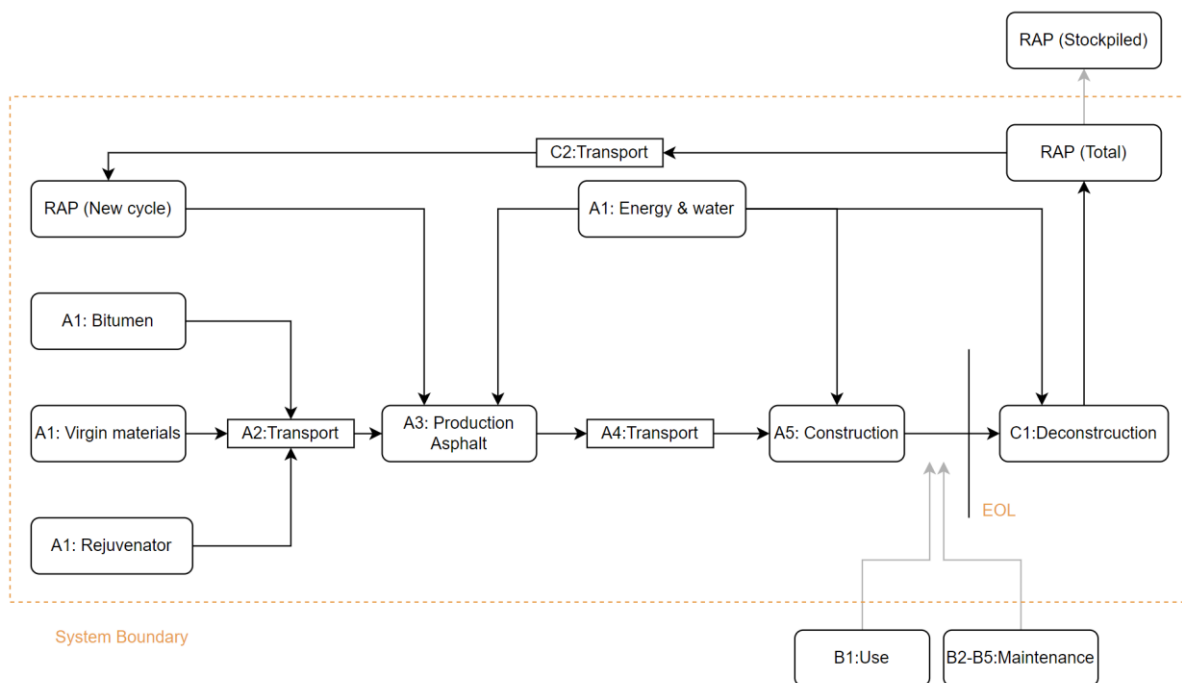 RAP (Stockpiled)
C2:Transport
RAP (Total)
RAP (New cycle)
A1: Energy & water
A1: Bitumen
A1: Virgin materials
A2:Transport
A3: Production
Asphalt
A4:Transport
A5: Construction
C1:Deconstrcuction
EOL
A1: Rejuvenator
System Boundary
B1:Use
B2-B5:Maintenance